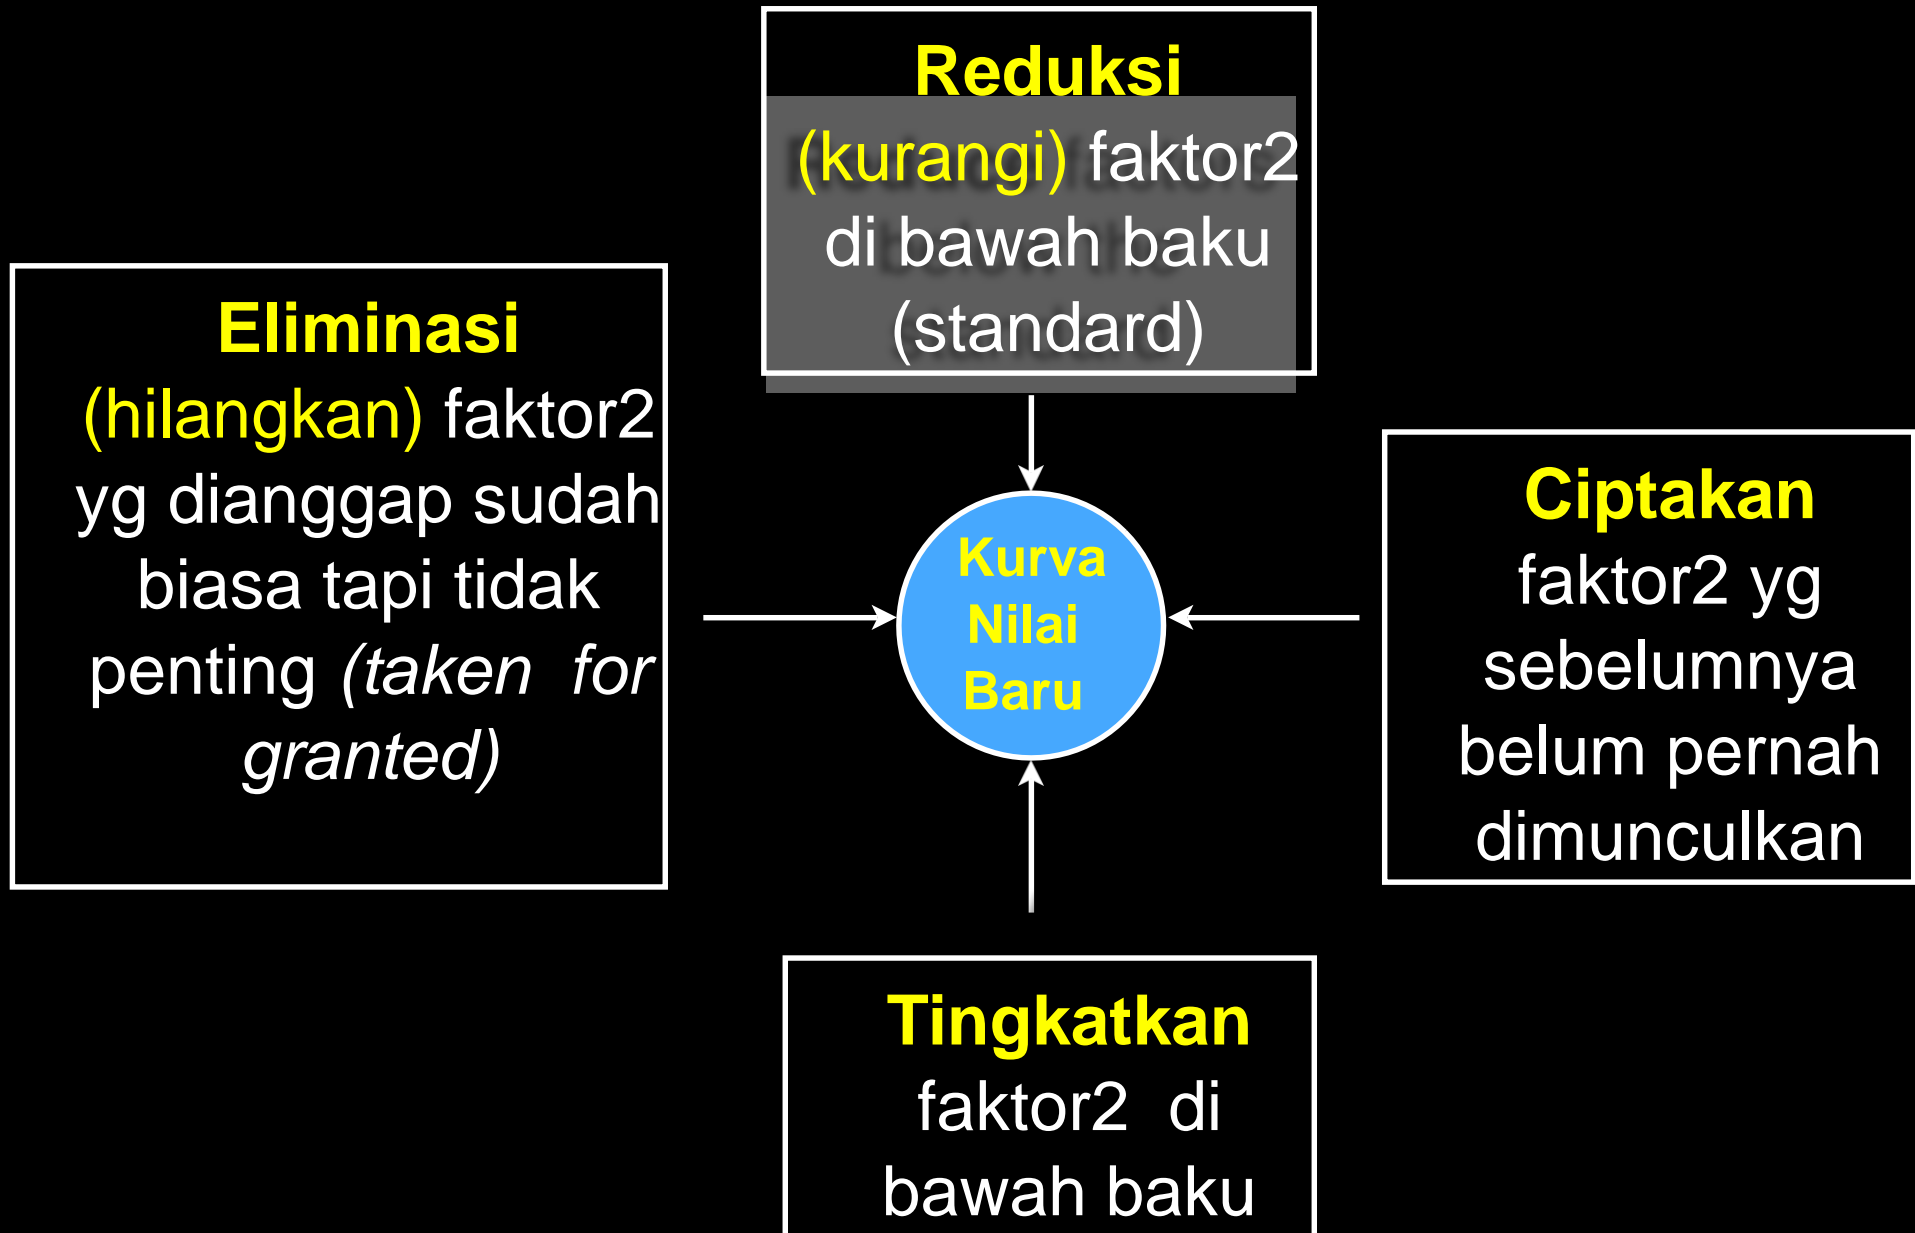 Reduksi
(kurangi) faktor2
di bawah baku
(standard)
Eliminasi
(hilangkan) faktor2
yg dianggap sudah
biasa tapi tidak
penting (taken for
granted)
Kurva
Nilai
Baru
Ciptakan
faktor2 yg
sebelumnya
belum pernah
dimunculkan
Tingkatkan
faktor2 di
bawah baku